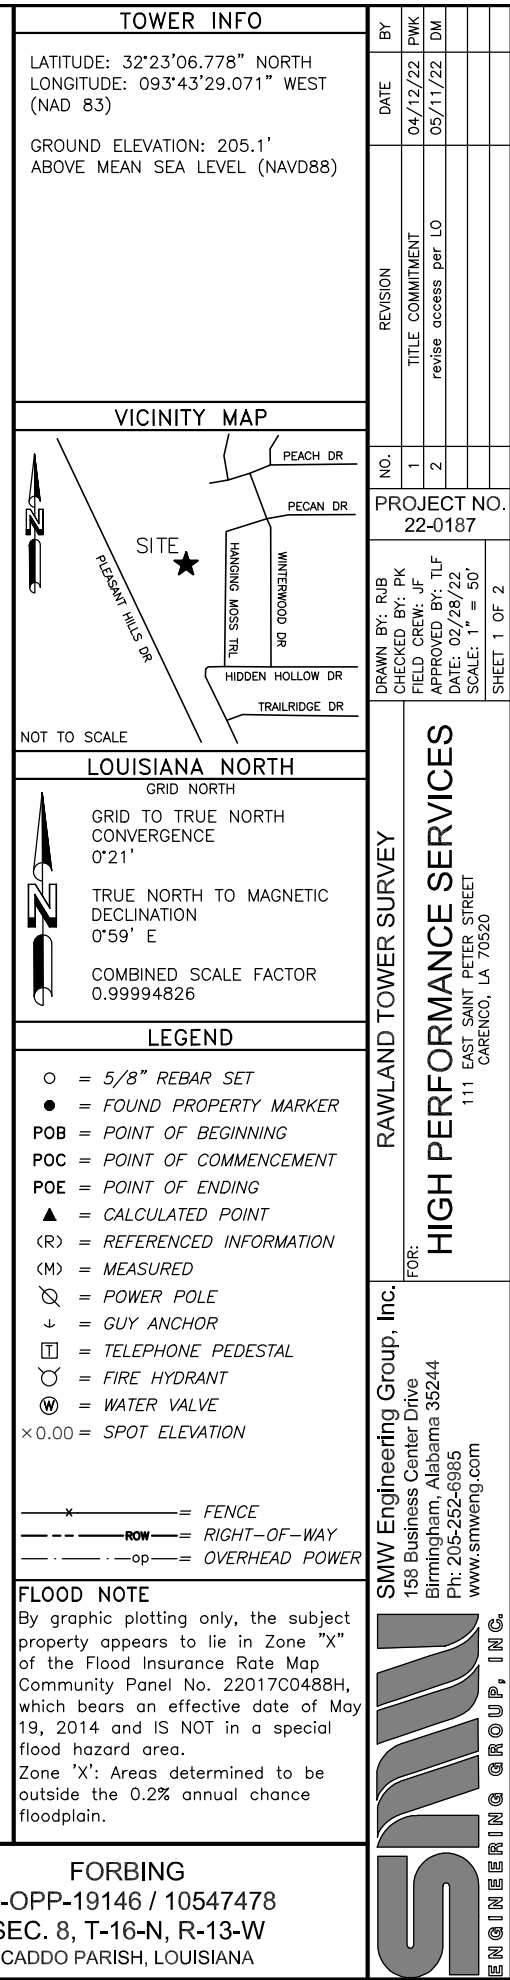 TOWER INFO
LATITUDE: 32°23'06.778" NORTH
LONGITUDE: 093°43'29.071" WEST
(NAD 83)
GROUND ELEVATION: 205.1'
ABOVE MEAN SEA LEVEL (NAVD88)
VICINITY MAP
N
SITE
PEACH DR
PECAN DR
PLEASANT HILLS DR
HANGING MOSS TRL
WINTERWOOD DR
HIDDEN HOLLOW DR
TRAILRIDGE DR
NOT TO SCALE
LOUISIANA NORTH
GRID NORTH
N
GRID TO TRUE NORTH
CONVERGENCE
0°21'
TRUE NORTH TO MAGNETIC
DECLINATION
0°59' E
COMBINED SCALE FACTOR
0.99994826
LEGEND
= 5/8" REBAR SET
= FOUND PROPERTY MARKER
POB = POINT OF BEGINNING
POC = POINT OF COMMENCEMENT
POE = POINT OF ENDING
= CALCULATED POINT
(R) = REFERENCED INFORMATION
(M) = MEASURED
= POWER POLE
= GUY ANCHOR
T = TELEPHONE PEDESTAL
= FIRE HYDRANT
W = WATER VALVE
×0.00 = SPOT ELEVATION
x = FENCE
ROW = RIGHT-OF-WAY
op = OVERHEAD POWER
FLOOD NOTE
By graphic plotting only, the subject
property appears to lie in Zone "X"
of the Flood Insurance Rate Map
Community Panel No. 22017C0488H,
which bears an effective date of May
19, 2014 and IS NOT in a special
flood hazard area.
Zone 'X': Areas determined to be
outside the 0.2% annual chance
floodplain.
FORBING
-OPP-19146 / 10547478
SEC. 8, T-16-N, R-13-W
CADDO PARISH, LOUISIANA
NO. REVISION DATE BY
1 TITLE COMMITMENT 04/12/22 PWK
2 revise access per LO 05/11/22 DM
PROJECT NO.
22-0187
DRAWN BY: RJB
CHECKED BY: PK
FIELD CREW: JF
APPROVED BY: TLF
DATE: 02/28/22
SCALE: 1" = 50'
SHEET 1 OF 2
RAWLAND TOWER SURVEY
FOR:
HIGH PERFORMANCE SERVICES
111 EAST SAINT PETER STREET
CARENCO, LA 70520
SMW Engineering Group, Inc.
158 Business Center Drive
Birmingham, Alabama 35244
Ph: 205-252-6985
www.smweng.com
SMW
ENGINEERING GROUP, INC.